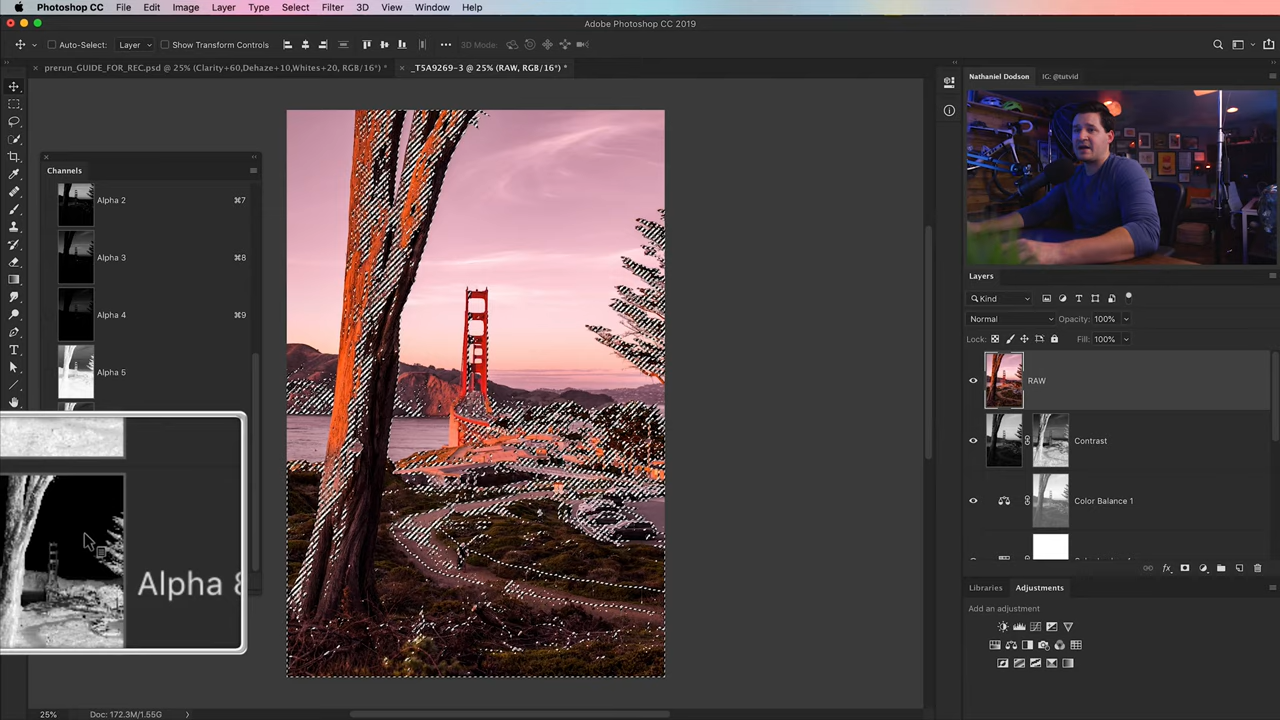 Photoshop CC File Edit Image Layer Type Select Filter 3D View Window Help
Adobe Photoshop CC 2019
Auto-Select: Layer Show Transform Controls 3D Mode:
prerun_GUIDE_FOR_REC.psd @ 25% (Clarity+60,Dehaze+10,Whites+20, RGB/16*) *
_T5A9269-3 @ 25% (RAW, RGB/16*) *
Nathaniel Dodson IG: @tutvid
Channels
Alpha 2 ⌘7
Alpha 3 ⌘8
Alpha 4 ⌘9
Alpha 5
Alpha 8
Layers
Kind
Normal Opacity: 100%
Lock: Fill: 100%
RAW
Contrast
Color Balance 1
Libraries Adjustments
Add an adjustment
25% Doc: 172.3M/1.55G